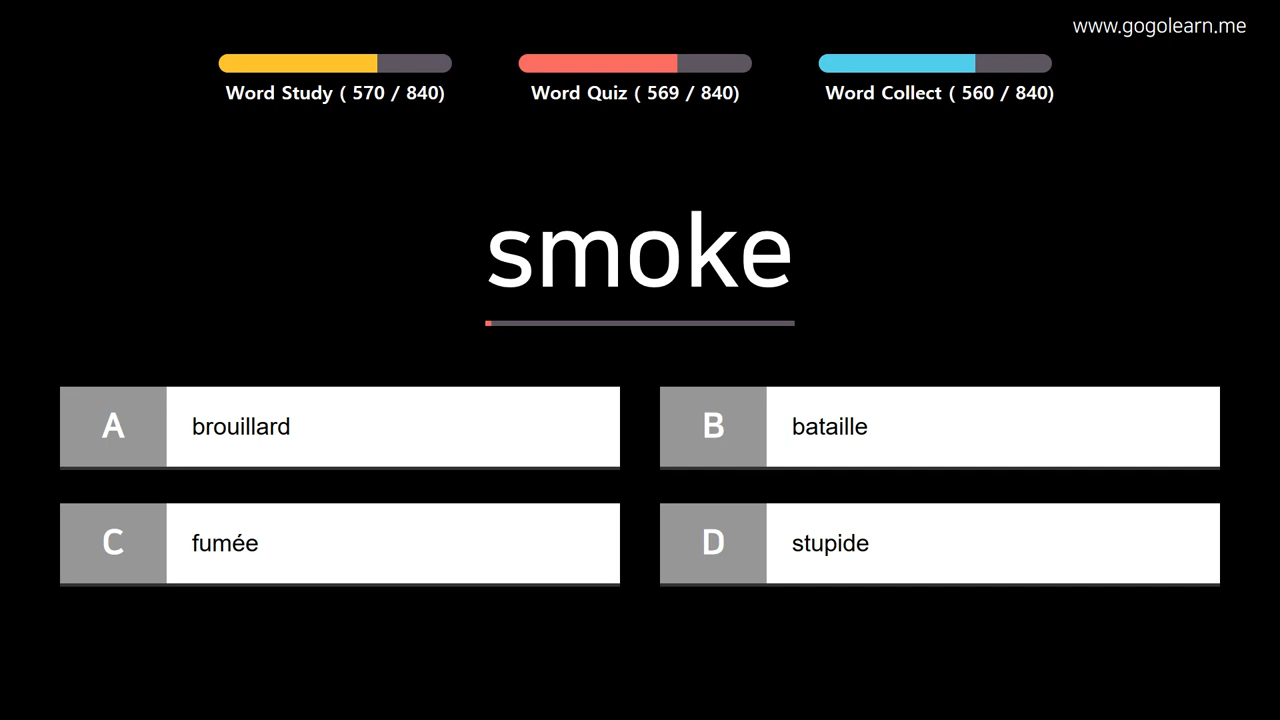 www.gogolearn.me
Word Study ( 570 / 840)
Word Quiz ( 569 / 840)
Word Collect ( 560 / 840)
smoke
A brouillard
B bataille
C fumée
D stupide